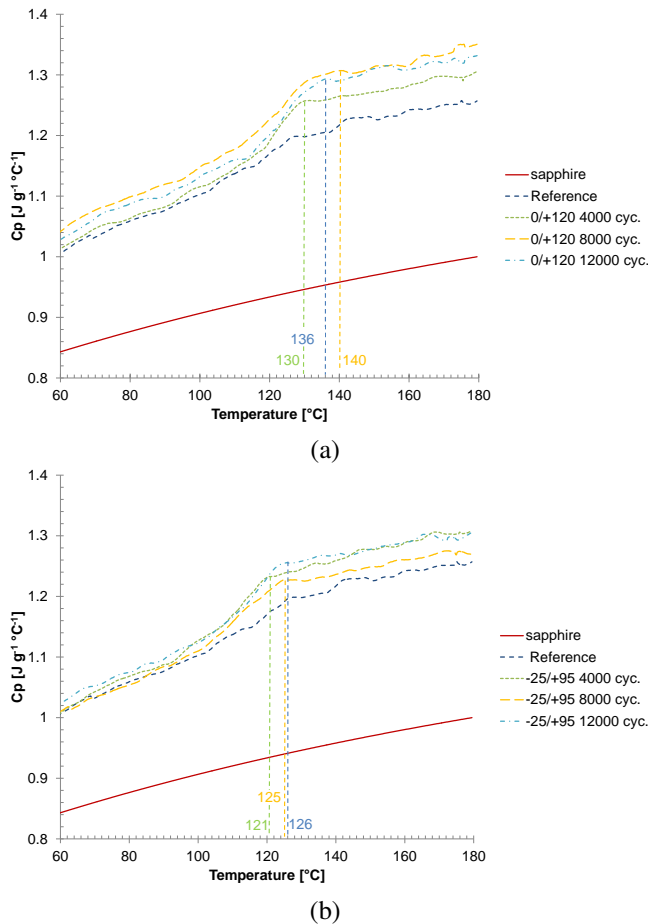 1.4
1.3
1.2
1.1
1
0.9
0.8
Cp [J g⁻¹ °C⁻¹]
136
130
140
60 80 100 120 140 160 180
Temperature [°C]
sapphire
Reference
0/+120 4000 cyc.
0/+120 8000 cyc.
0/+120 12000 cyc.
(a)
1.4
1.3
1.2
1.1
1
0.9
0.8
Cp [J g⁻¹ °C⁻¹]
125
121
126
60 80 100 120 140 160 180
Temperature [°C]
sapphire
Reference
-25/+95 4000 cyc.
-25/+95 8000 cyc.
-25/+95 12000 cyc.
(b)